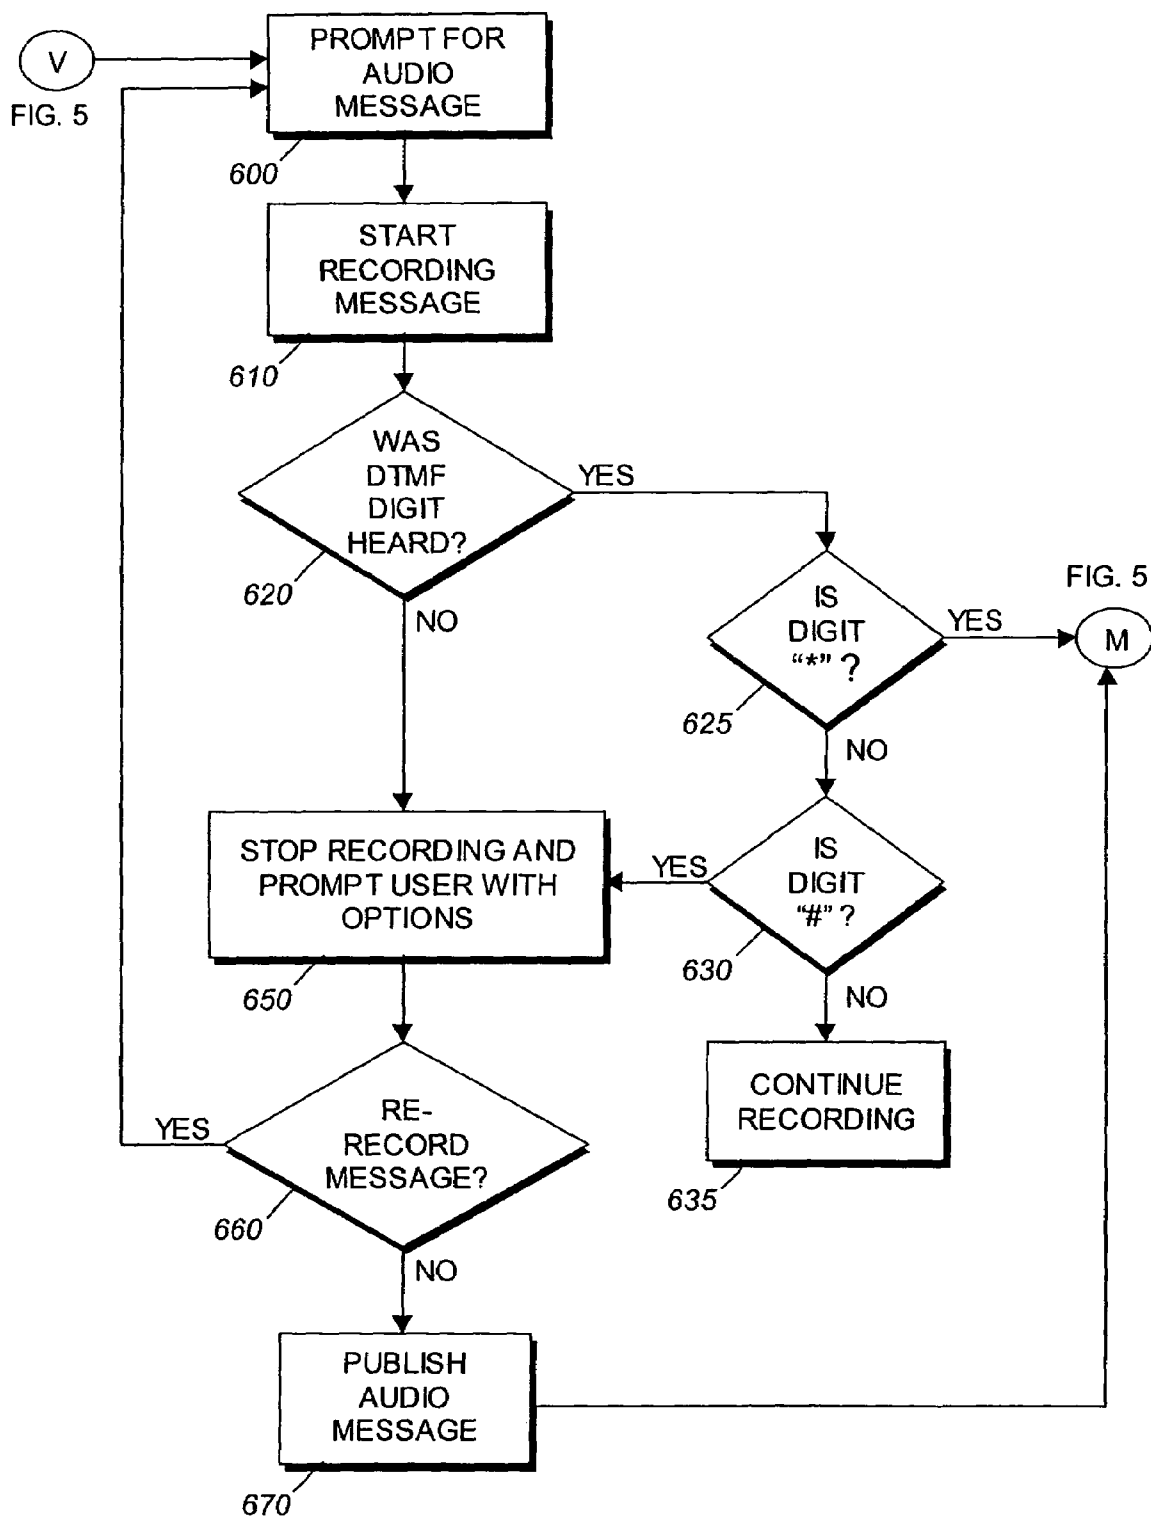 V
FIG. 5
PROMPT FOR
AUDIO
MESSAGE
600
START
RECORDING
MESSAGE
610
WAS
DTMF
DIGIT
HEARD?
620
YES
NO
IS
DIGIT
"*" ?
625
YES
FIG. 5
M
NO
IS
DIGIT
"#" ?
630
YES
NO
CONTINUE
RECORDING
635
STOP RECORDING AND
PROMPT USER WITH
OPTIONS
650
RE-
RECORD
MESSAGE?
660
YES
NO
PUBLISH
AUDIO
MESSAGE
670